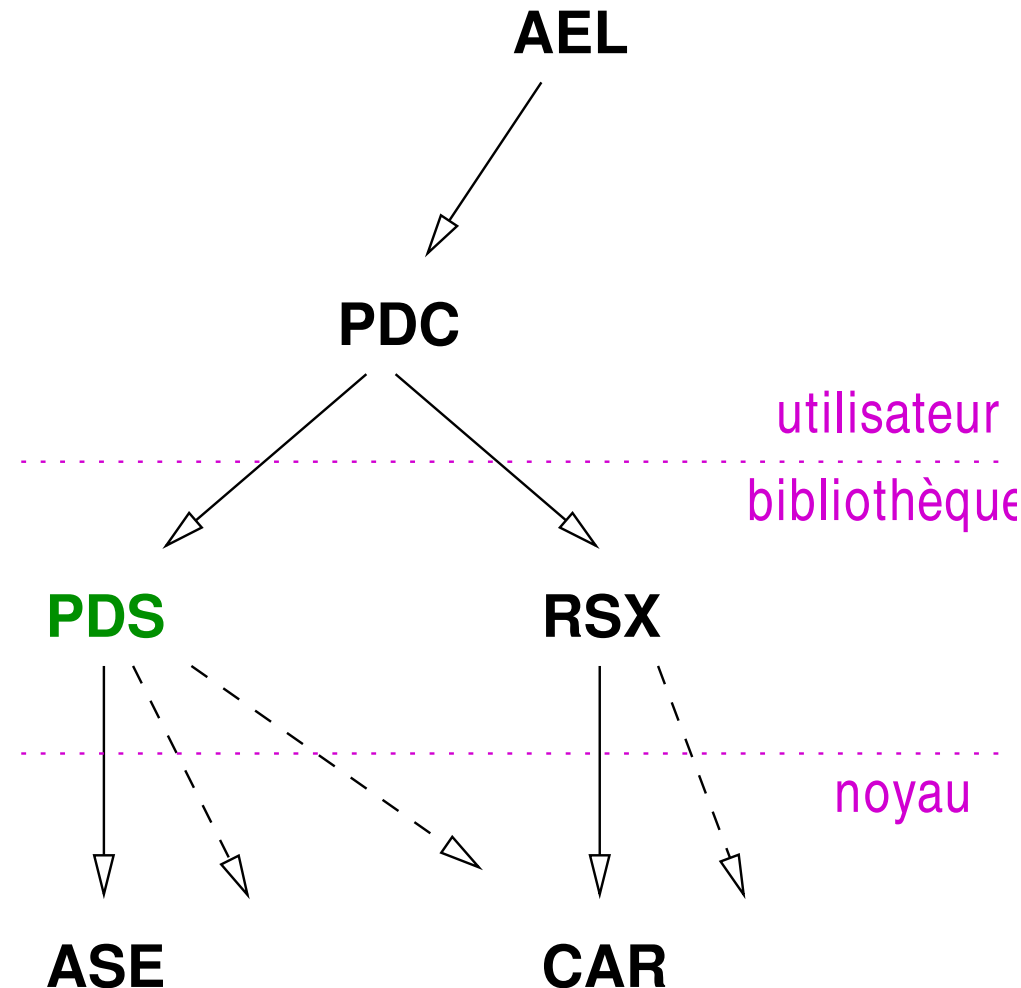 AEL
PDC
utilisateur
bibliothèque
PDS
RSX
noyau
ASE
CAR